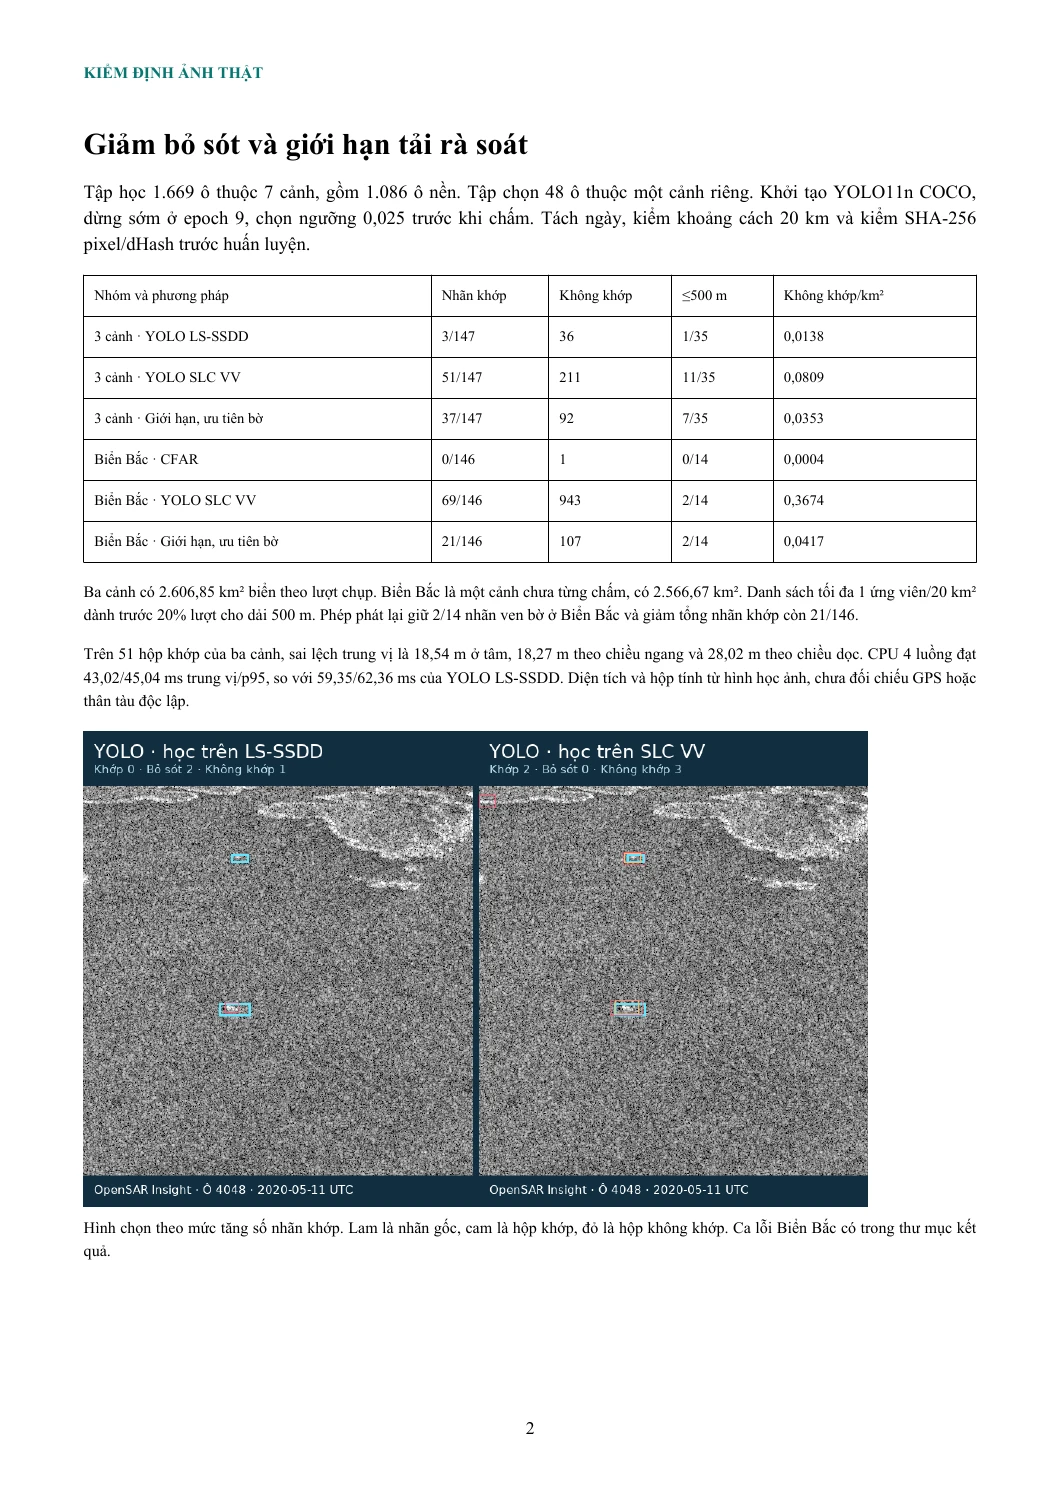 KIỂM ĐỊNH ẢNH THẬT
Giảm bỏ sót và giới hạn tải rà soát
Tập học 1.669 ô thuộc 7 cảnh, gồm 1.086 ô nền. Tập chọn 48 ô thuộc một cảnh riêng. Khởi tạo YOLO11n COCO,
dừng sớm ở epoch 9, chọn ngưỡng 0,025 trước khi chấm. Tách ngày, kiểm khoảng cách 20 km và kiểm SHA-256
pixel/dHash trước huấn luyện.
Nhóm và phương pháp Nhãn khớp Không khớp ≤500 m Không khớp/km²
3 cảnh · YOLO LS-SSDD 3/147 36 1/35 0,0138
3 cảnh · YOLO SLC VV 51/147 211 11/35 0,0809
3 cảnh · Giới hạn, ưu tiên bờ 37/147 92 7/35 0,0353
Biển Bắc · CFAR 0/146 1 0/14 0,0004
Biển Bắc · YOLO SLC VV 69/146 943 2/14 0,3674
Biển Bắc · Giới hạn, ưu tiên bờ 21/146 107 2/14 0,0417
Ba cảnh có 2.606,85 km² biển theo lượt chụp. Biển Bắc là một cảnh chưa từng chấm, có 2.566,67 km². Danh sách tối đa 1 ứng viên/20 km²
dành trước 20% lượt cho dải 500 m. Phép phát lại giữ 2/14 nhãn ven bờ ở Biển Bắc và giảm tổng nhãn khớp còn 21/146.
Trên 51 hộp khớp của ba cảnh, sai lệch trung vị là 18,54 m ở tâm, 18,27 m theo chiều ngang và 28,02 m theo chiều dọc. CPU 4 luồng đạt
43,02/45,04 ms trung vị/p95, so với 59,35/62,36 ms của YOLO LS-SSDD. Diện tích và hộp tính từ hình học ảnh, chưa đối chiếu GPS hoặc
thân tàu độc lập.
YOLO · học trên LS-SSDD
Khớp 0 · Bỏ sót 2 · Không khớp 1
YOLO · học trên SLC VV
Khớp 2 · Bỏ sót 0 · Không khớp 3
OpenSAR Insight · Ô 4048 · 2020-05-11 UTC
OpenSAR Insight · Ô 4048 · 2020-05-11 UTC
Hình chọn theo mức tăng số nhãn khớp. Lam là nhãn gốc, cam là hộp khớp, đỏ là hộp không khớp. Ca lỗi Biển Bắc có trong thư mục kết
quả.
2